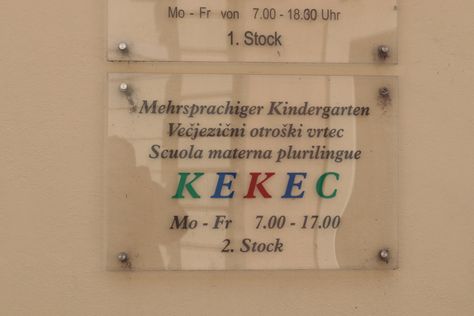 Mo - Fr von 7.00 - 18.30 Uhr
1. Stock
Mehrsprachiger Kindergarten
Večjezični otroški vrtec
Scuola materna plurilingue
KEKEC
Mo - Fr 7.00 - 17.00
2. Stock